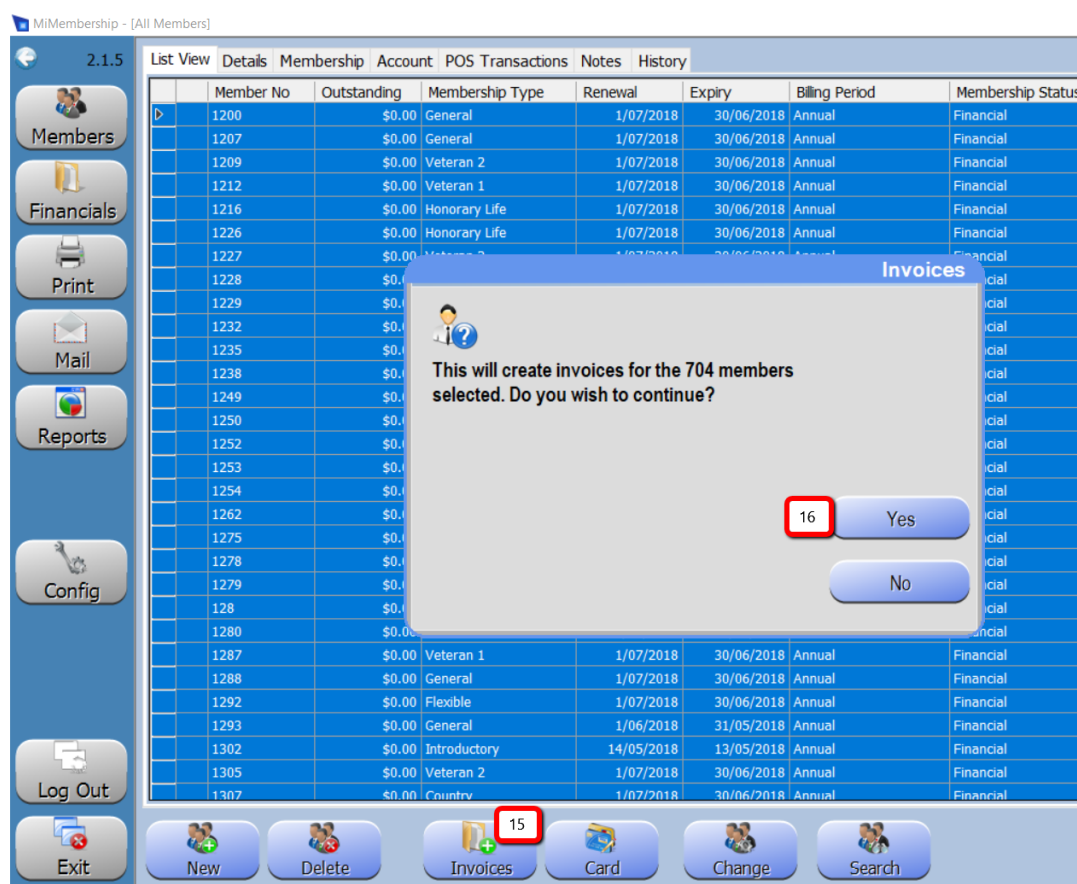 MiMembership - [All Members]
2.1.5
List View Details Membership Account POS Transactions Notes History
Member No Outstanding Membership Type Renewal Expiry Billing Period Membership Status
1200 $0.00 General 1/07/2018 30/06/2018 Annual Financial
1207 $0.00 General 1/07/2018 30/06/2018 Annual Financial
1209 $0.00 Veteran 2 1/07/2018 30/06/2018 Annual Financial
1212 $0.00 Veteran 1 1/07/2018 30/06/2018 Annual Financial
1216 $0.00 Honorary Life 1/07/2018 30/06/2018 Annual Financial
1226 $0.00 Honorary Life 1/07/2018 30/06/2018 Annual Financial
1227 $0.00 Financial
1228
1229
1232
1235
1238
1249
1250
1252
1253
1254
1262
1275
1278
1279
128
1280
1287 $0.00 Veteran 1 1/07/2018 30/06/2018 Annual Financial
1288 $0.00 General 1/07/2018 30/06/2018 Annual Financial
1292 $0.00 Flexible 1/07/2018 30/06/2018 Annual Financial
1293 $0.00 General 1/06/2018 31/05/2018 Annual Financial
1302 $0.00 Introductory 14/05/2018 13/05/2018 Annual Financial
1305 $0.00 Veteran 2 1/07/2018 30/06/2018 Annual Financial
1307 $0.00 Country 1/07/2018 30/06/2018 Annual Financial
Invoices
This will create invoices for the 704 members
selected. Do you wish to continue?
16 Yes
No
Members
Financials
Print
Mail
Reports
Config
Log Out
Exit
15
New Delete Invoices Card Change Search